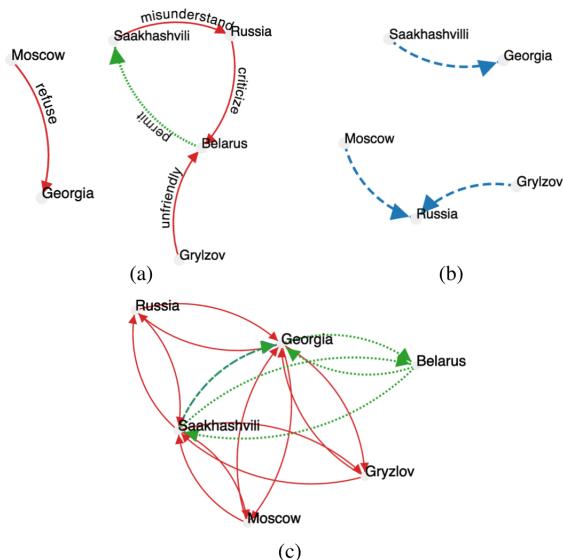 misunderstand
Saakhashvili
Russia
Moscow
refuse
criticize
permit
Belarus
unfriendly
Georgia
Grylzov
(a)
Saakhashvilli
Georgia
Moscow
Grylzov
Russia
(b)
Russia
Georgia
Belarus
Saakhashvili
Gryzlov
Moscow
(c)